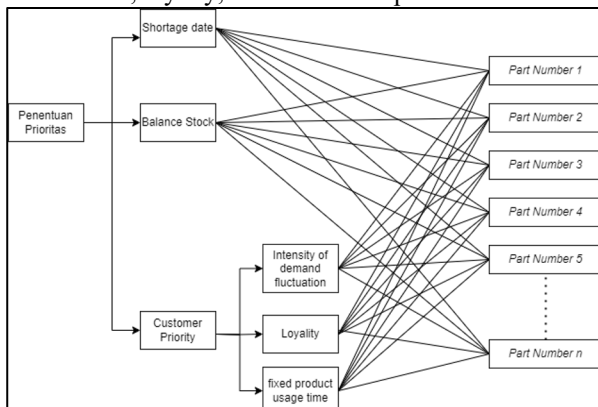 Shortage date
Part Number 1
Penentuan
Prioritas
Balance Stock
Part Number 2
Part Number 3
Part Number 4
Intensity of
demand
fluctuation
Part Number 5
Customer
Priority
Loyality
Part Number n
fixed product
usage time